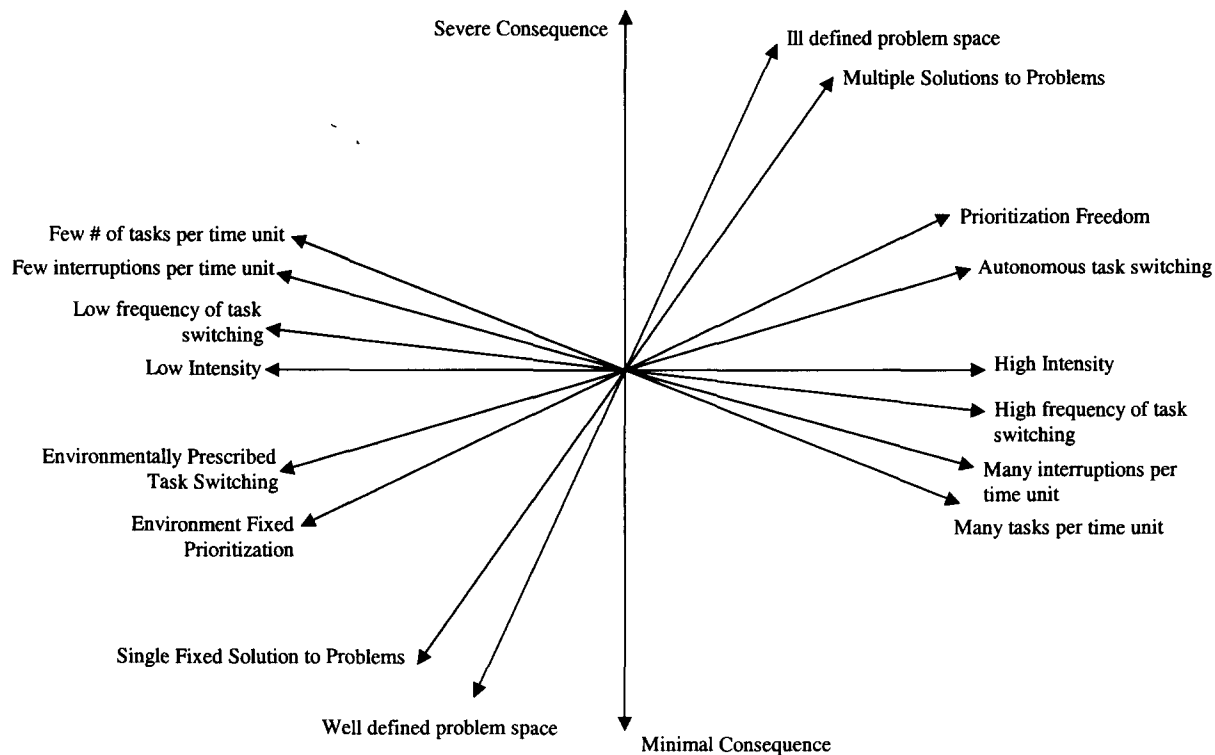 Severe Consequence
Ill defined problem space
Multiple Solutions to Problems
Prioritization Freedom
Few # of tasks per time unit
Few interruptions per time unit
Autonomous task switching
Low frequency of task
switching
Low Intensity
High Intensity
High frequency of task
switching
Environmentally Prescribed
Task Switching
Many interruptions per
time unit
Environment Fixed
Prioritization
Many tasks per time unit
Single Fixed Solution to Problems
Well defined problem space
Minimal Consequence